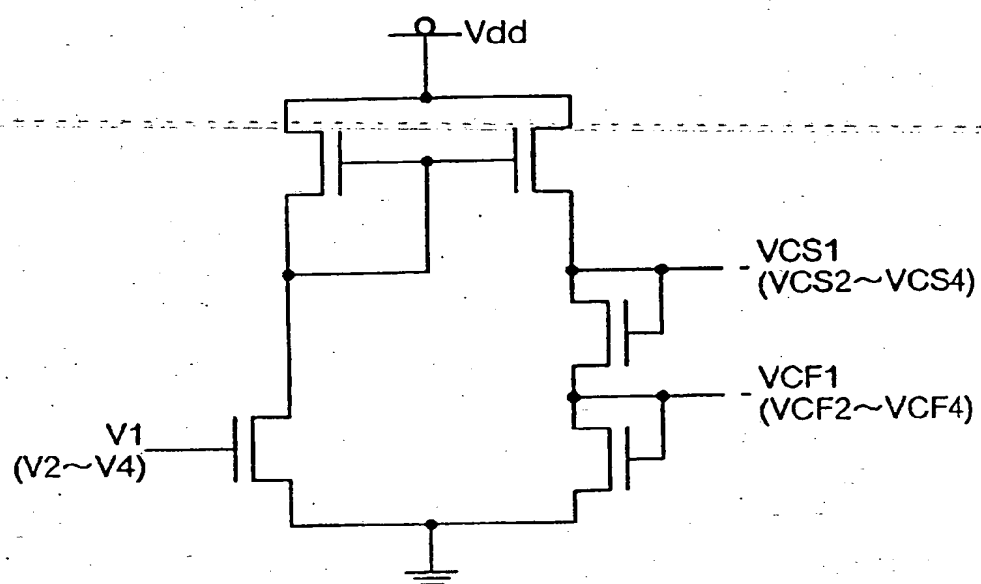 Vdd
VCS1
(VCS2～VCS4)
VCF1
(VCF2～VCF4)
V1
(V2～V4)